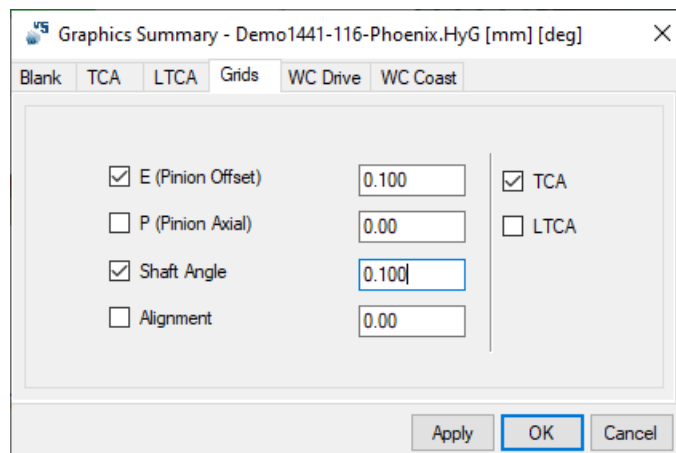 Graphics Summary - Demo1441-116-Phoenix.HyG [mm] [deg]
Blank TCA LTCA Grids WC Drive WC Coast
E (Pinion Offset) 0.100 TCA
P (Pinion Axial) 0.00 LTCA
Shaft Angle 0.100
Alignment 0.00
Apply OK Cancel